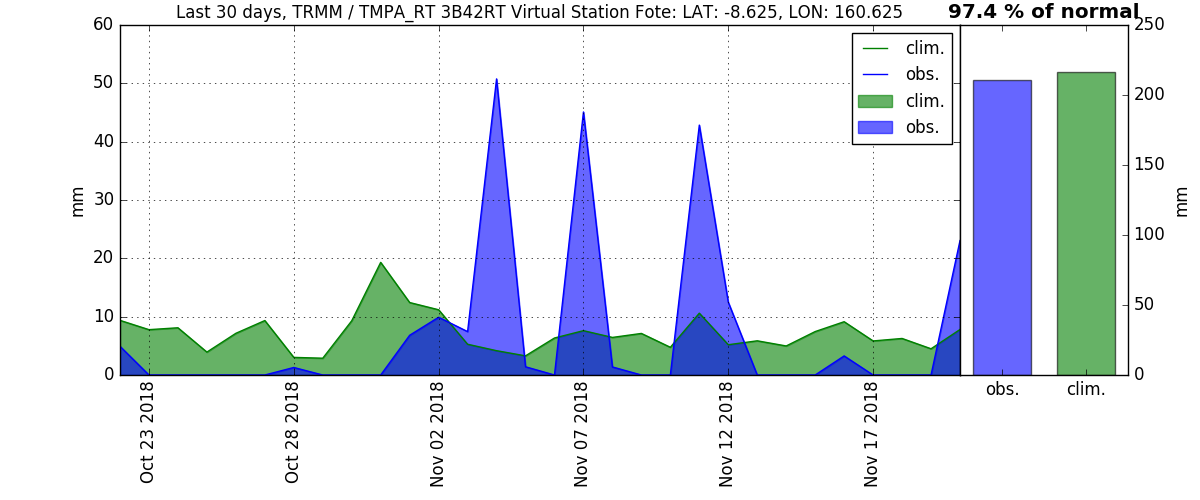 Last 30 days, TRMM / TMPA_RT 3B42RT Virtual Station Fote: LAT: -8.625, LON: 160.625
97.4 % of normal
60
50
40
30
20
10
0
mm
clim.
obs.
clim.
obs.
250
200
150
100
50
0
mm
obs.
clim.
Oct 23 2018
Oct 28 2018
Nov 02 2018
Nov 07 2018
Nov 12 2018
Nov 17 2018